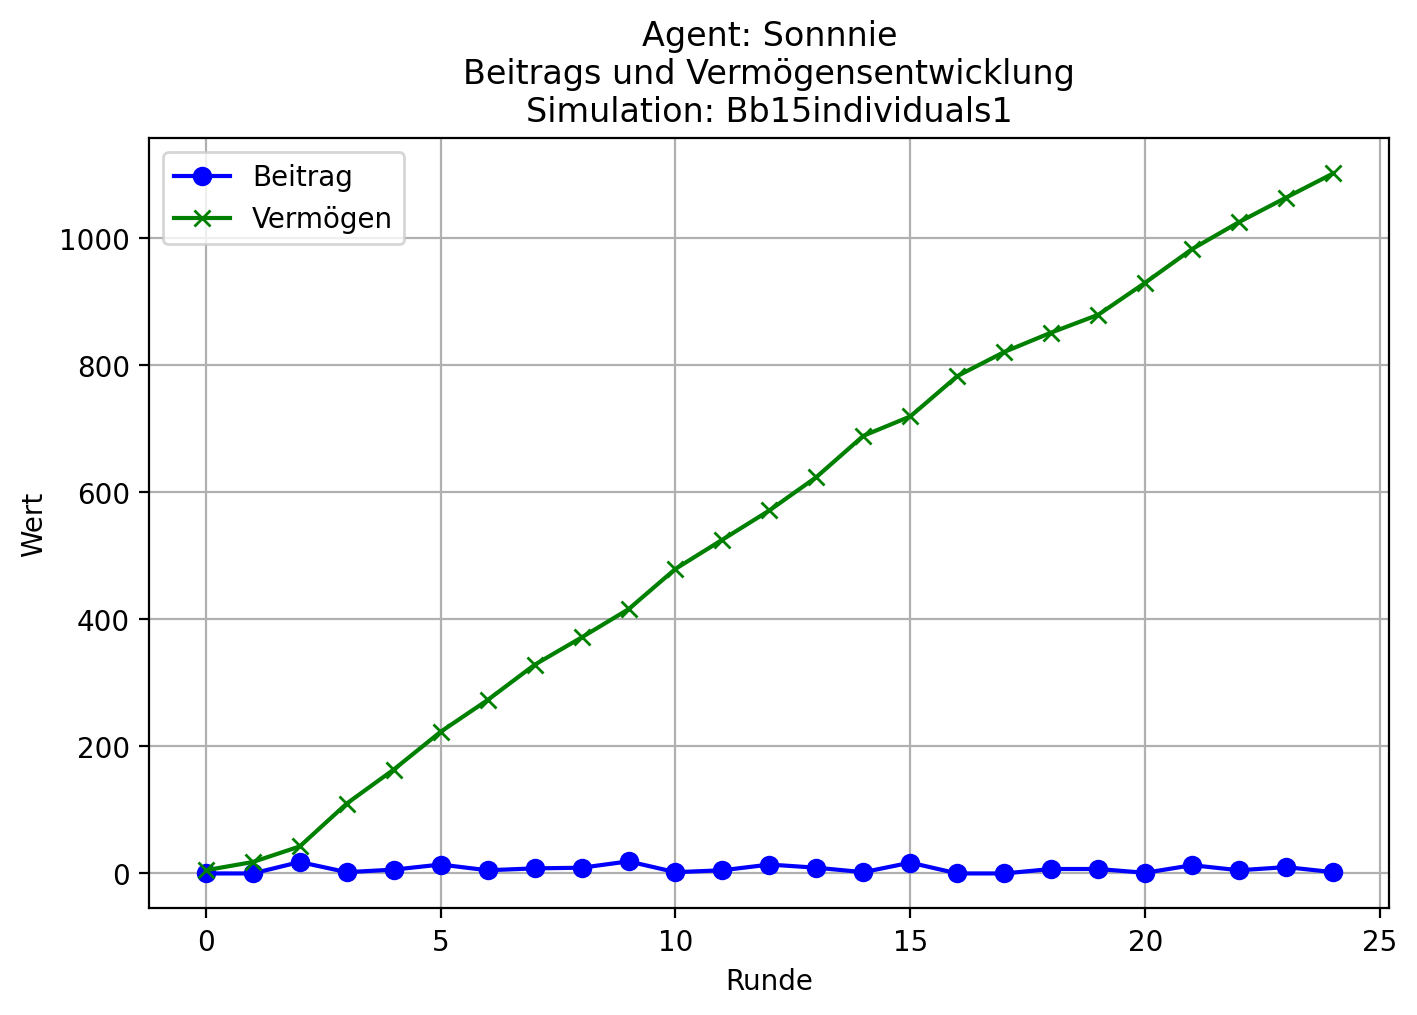 Agent: Sonnnie
Beitrags und Vermögensentwicklung
Simulation: Bb15individuals1
Beitrag
Vermögen
1000
800
600
400
200
0
Wert
0 5 10 15 20 25
Runde